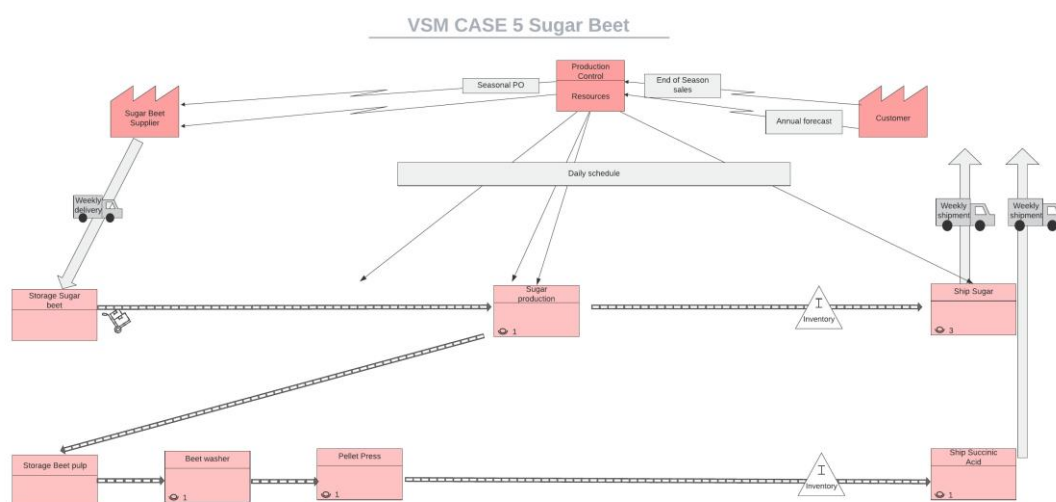 VSM CASE 5 Sugar Beet
Production
Control
Resources
Seasonal PO
End of Season
sales
Annual forecast
Sugar Beet
Supplier
Customer
Daily schedule
Weekly
delivery
Weekly
shipment
Weekly
shipment
Storage Sugar
beet
Sugar
production
1
I
Inventory
Ship Sugar
3
Storage Beet pulp
Beet washer
1
Pellet Press
1
I
Inventory
Ship Succinic
Acid
1